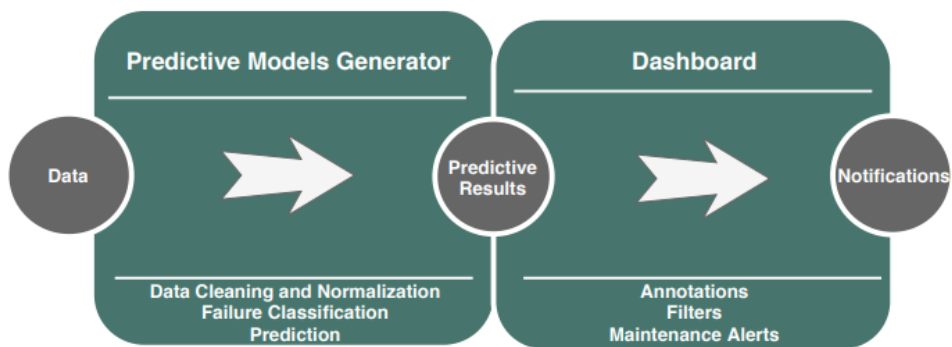 Predictive Models Generator
Dashboard
Data
Predictive
Results
Notifications
Data Cleaning and Normalization
Failure Classification
Prediction
Annotations
Filters
Maintenance Alerts